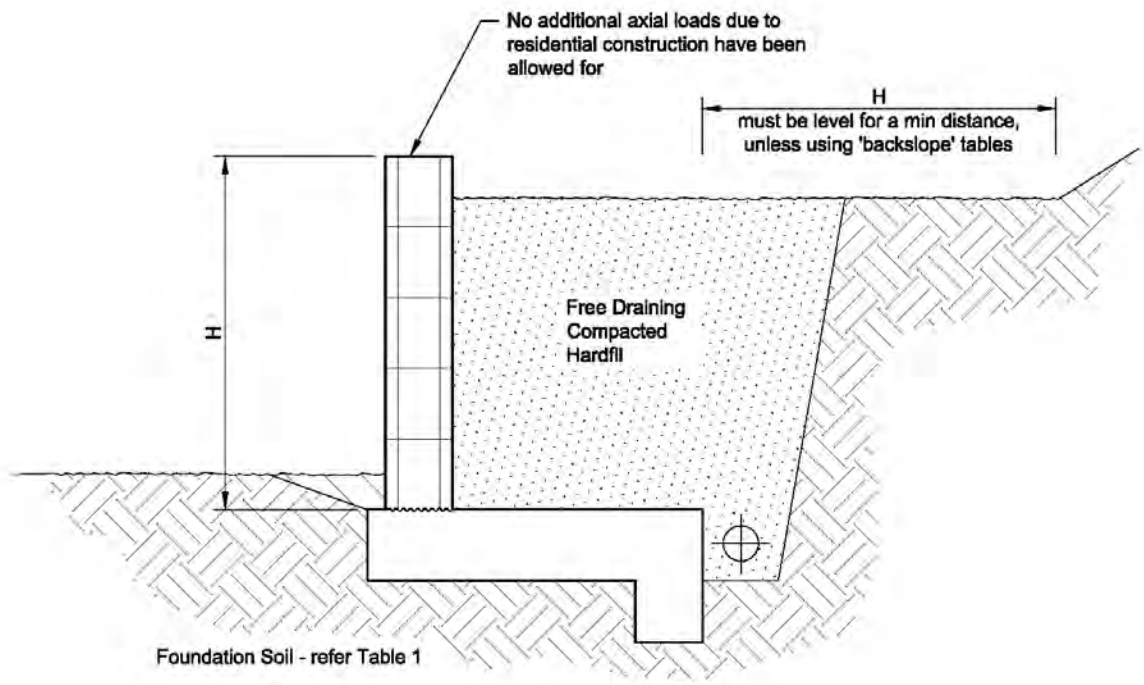 No additional axial loads due to
residential construction have been
allowed for
H
must be level for a min distance,
unless using 'backslope' tables
H
Free Draining
Compacted
Hardfil
Foundation Soil - refer Table 1